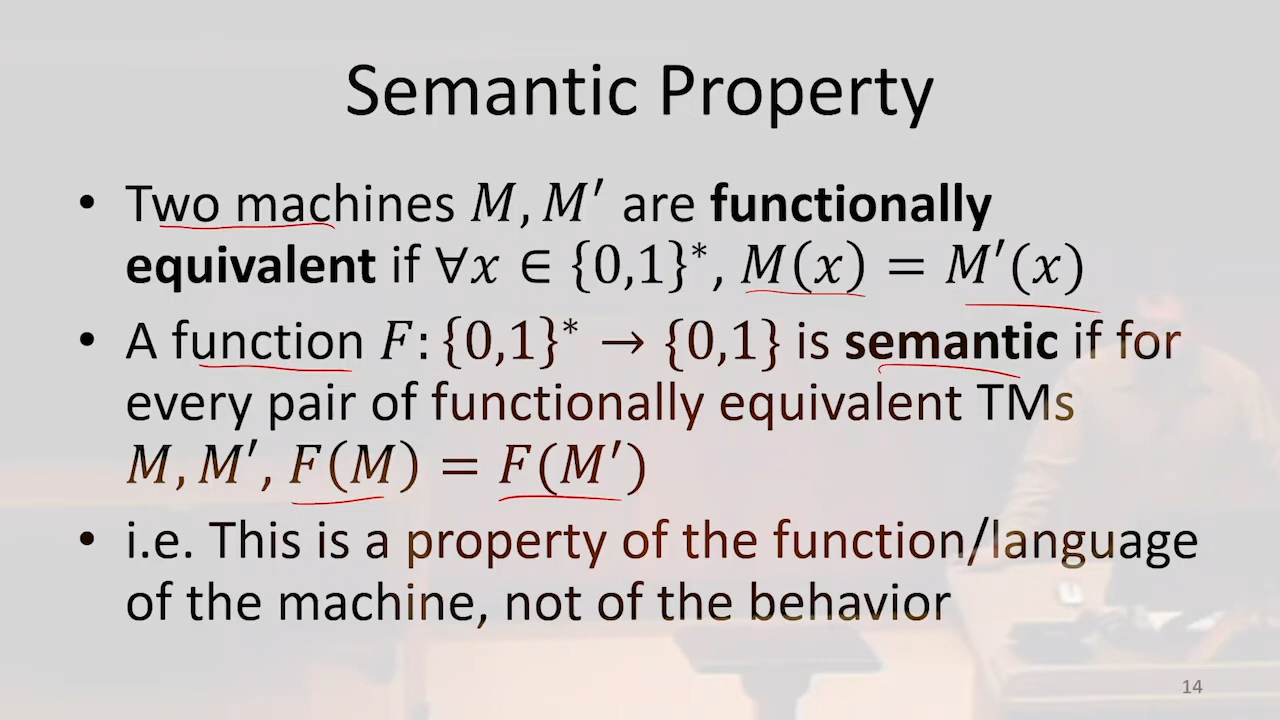 Semantic Property
• Two machines 𝑀, 𝑀′ are functionally
equivalent if ∀𝑥 ∈ {0,1}*, 𝑀(𝑥) = 𝑀′(𝑥)
• A function 𝐹: {0,1}* → {0,1} is semantic if for
every pair of functionally equivalent TMs
𝑀, 𝑀′, 𝐹(𝑀) = 𝐹(𝑀′)
• i.e. This is a property of the function/language
of the machine, not of the behavior
14